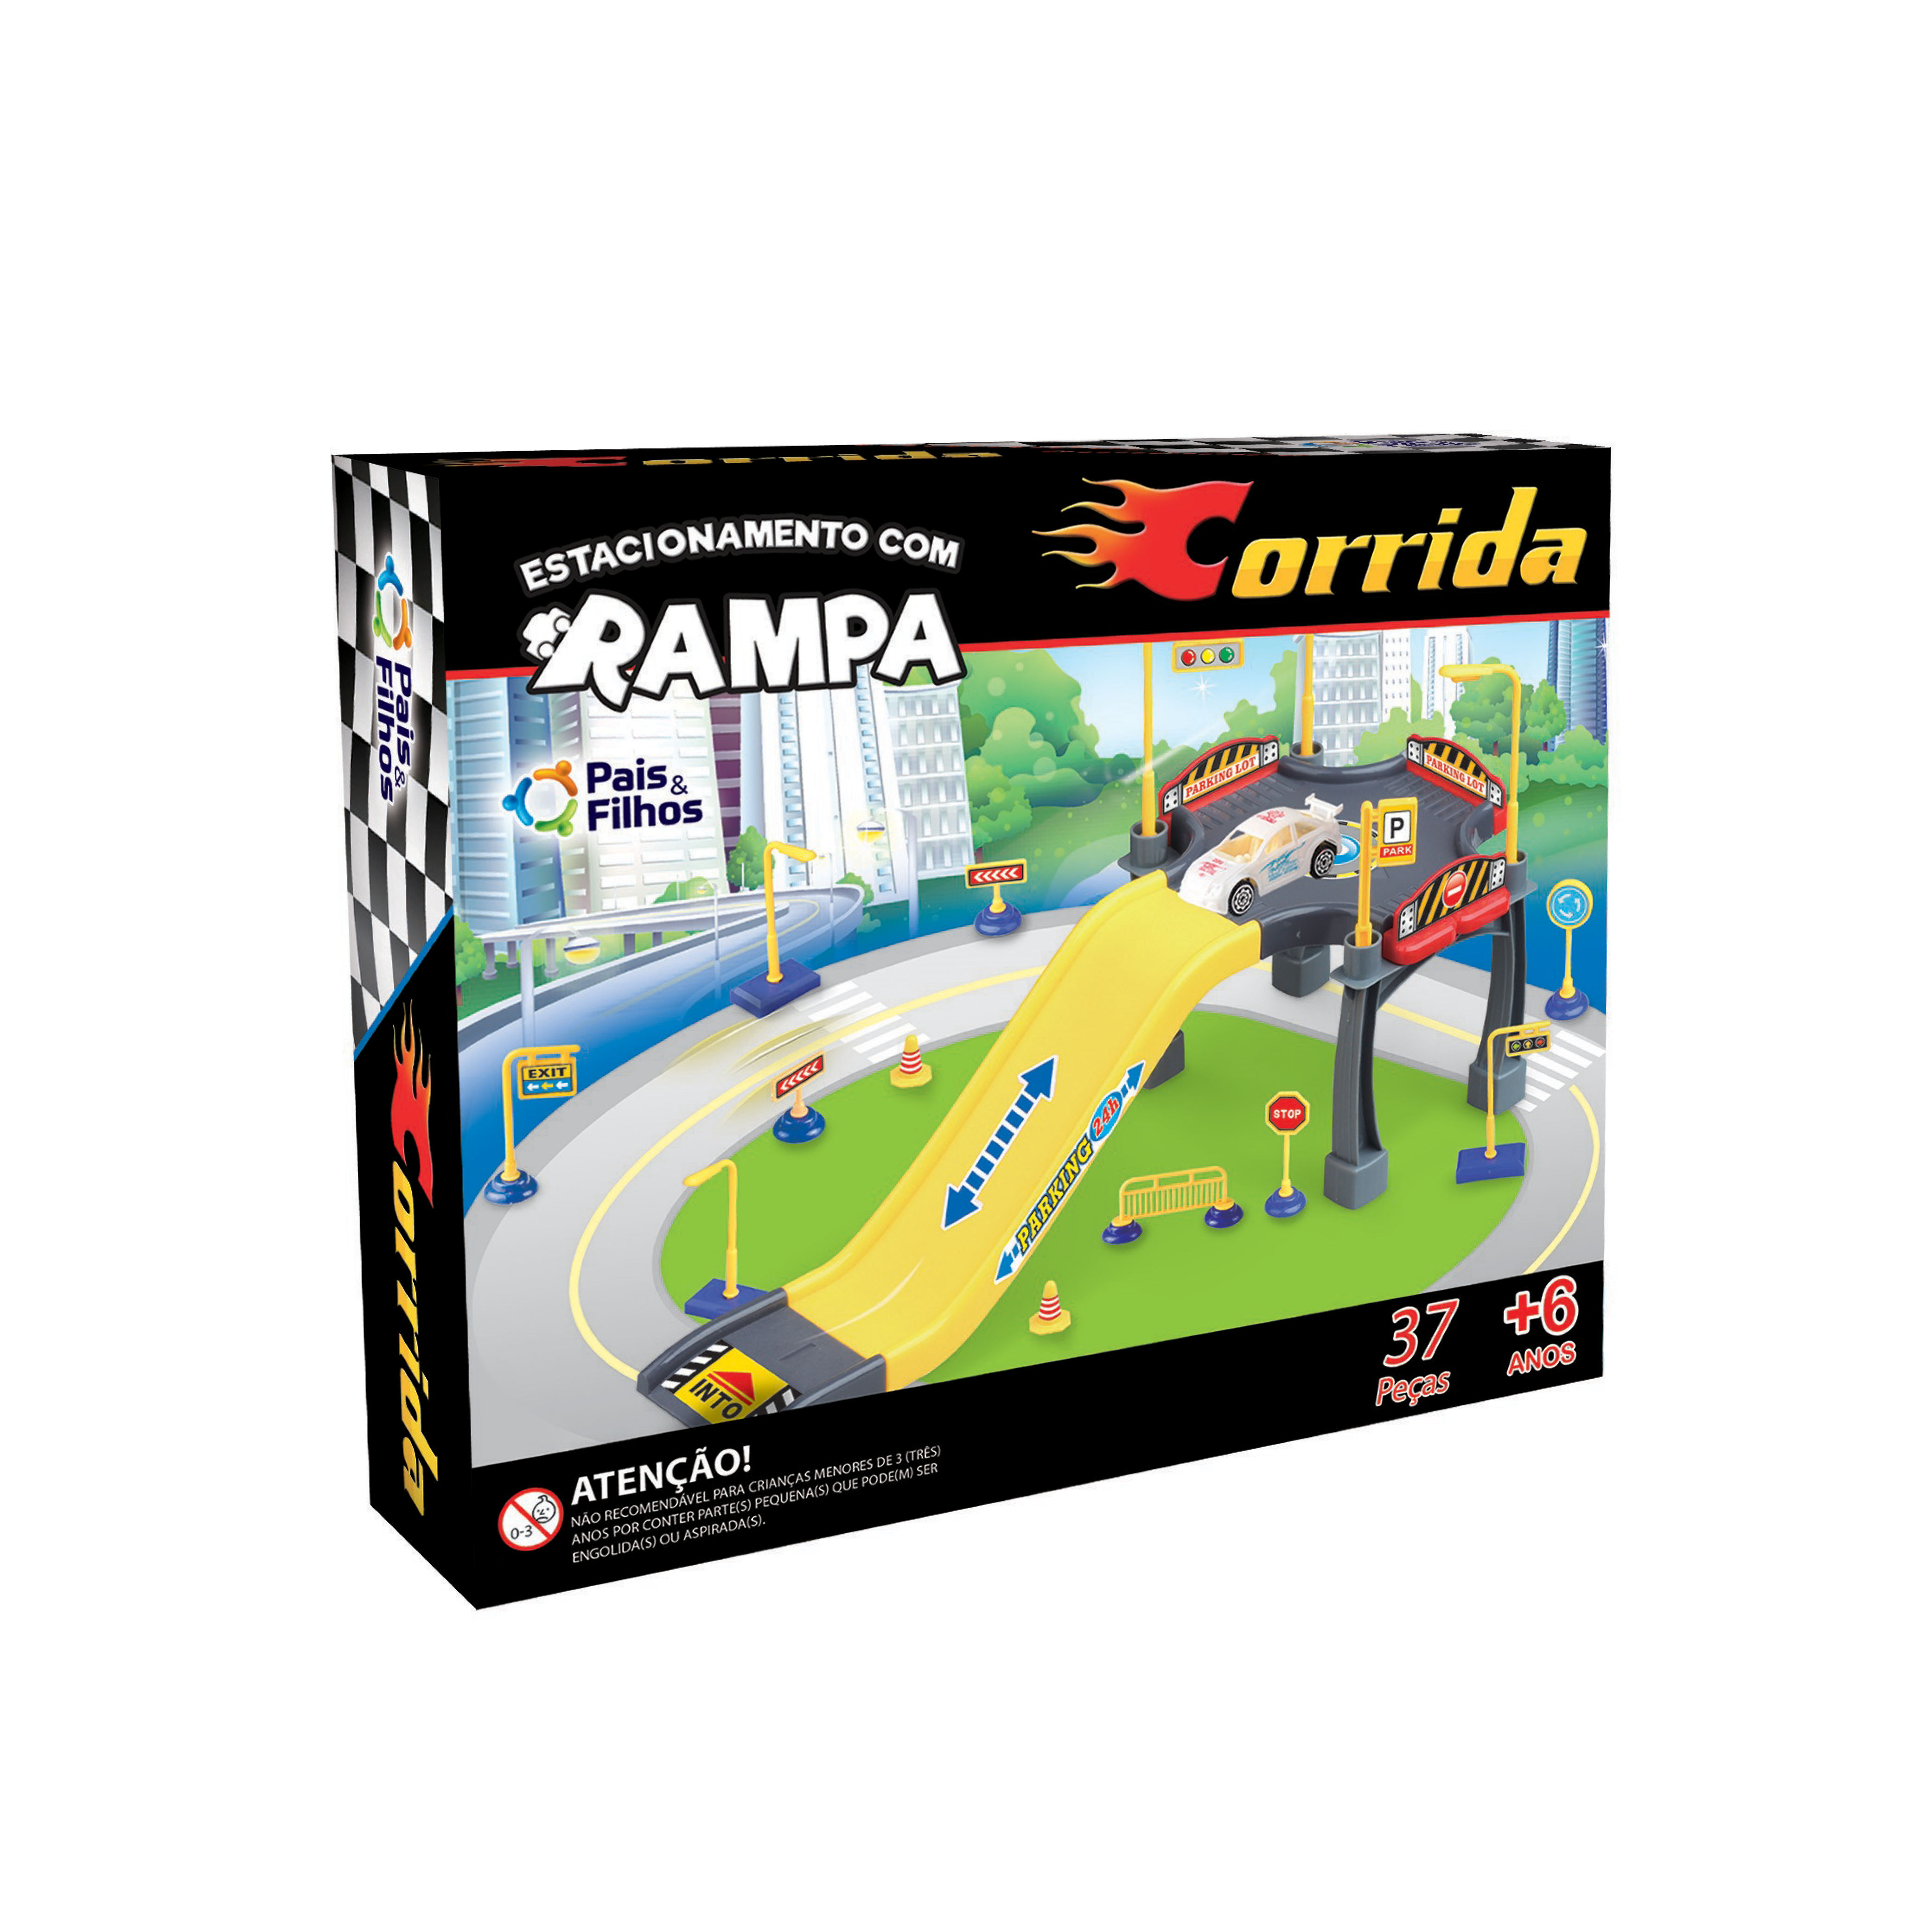 Corrida
ESTACIONAMENTO COM
RAMPA
Corrida
Pais &
Filhos
Pais &
Filhos
PARKING LOT
PARKING LOT
P
PARK
EXIT
STOP
PARKING 24h
INTO
Corrida
37
Peças
+6
ANOS
0-3
ATENÇÃO!
NÃO RECOMENDÁVEL PARA CRIANÇAS MENORES DE 3 (TRÊS)
ANOS POR CONTER PARTE(S) PEQUENA(S) QUE PODE(M) SER
ENGOLIDA(S) OU ASPIRADA(S).